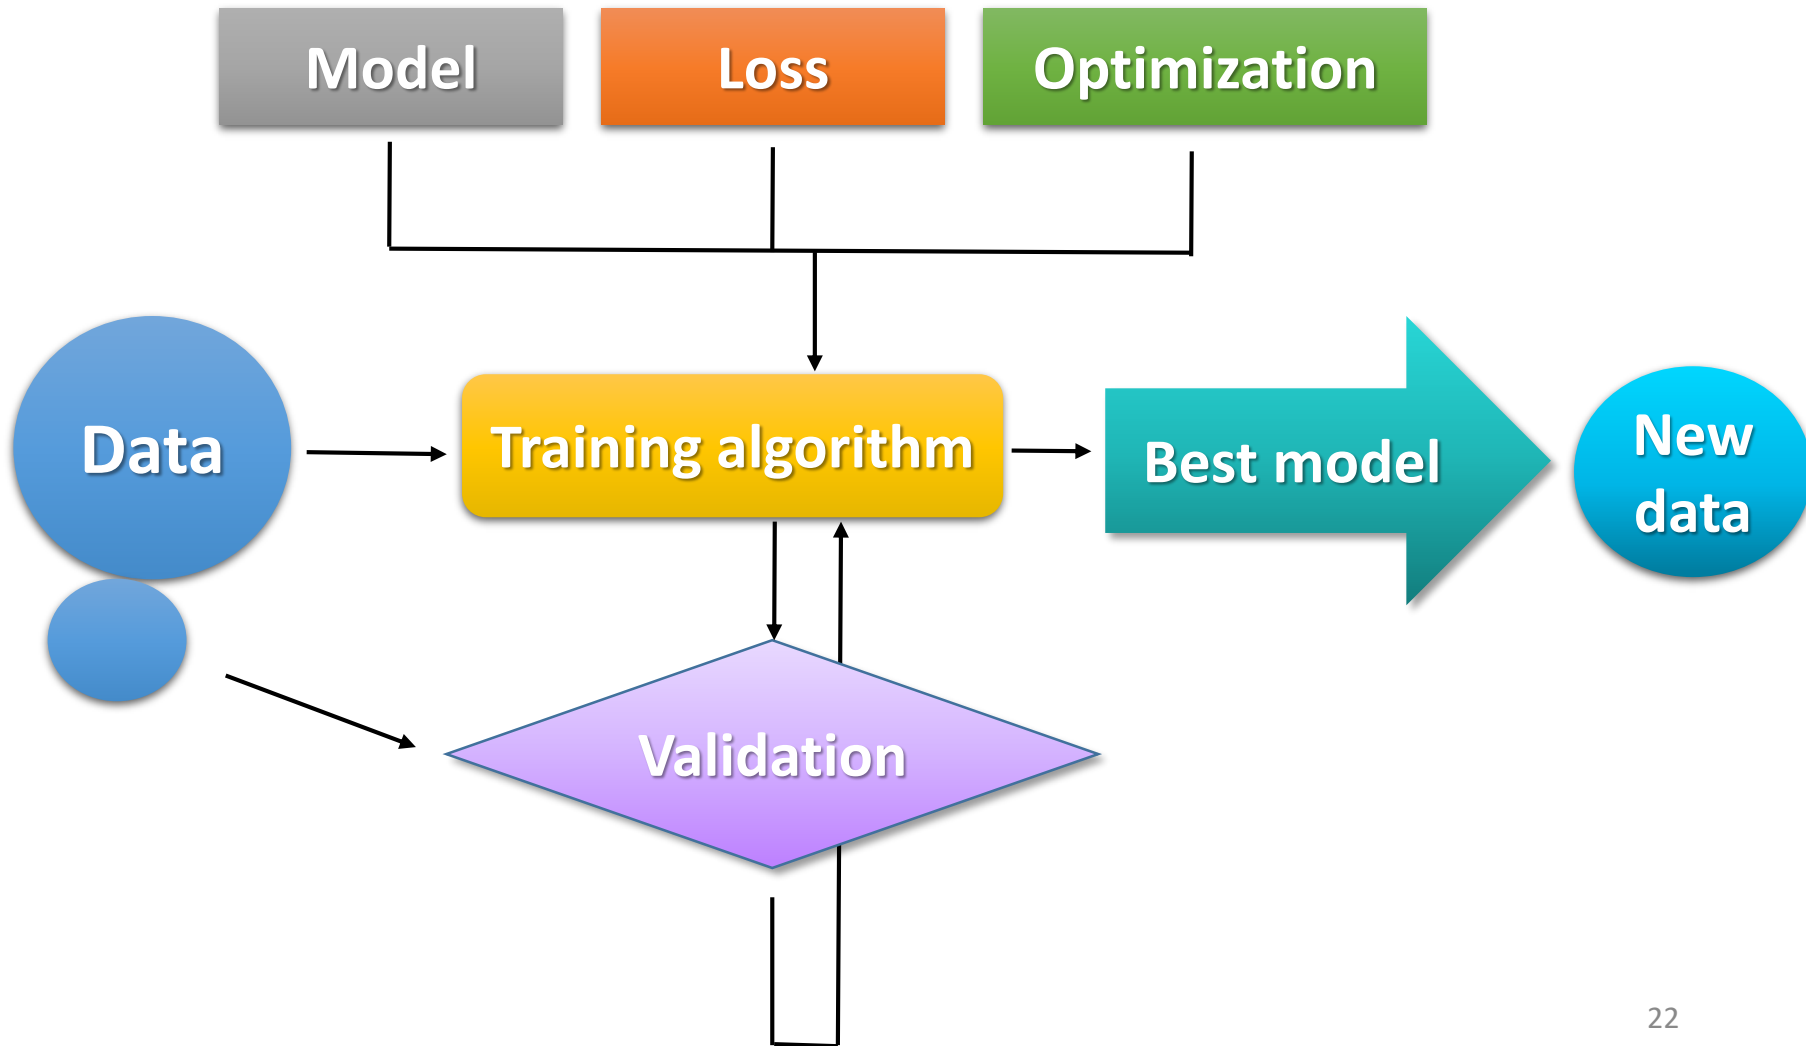 Model
Loss
Optimization
Data
Training algorithm
Best model
New
data
Validation
22